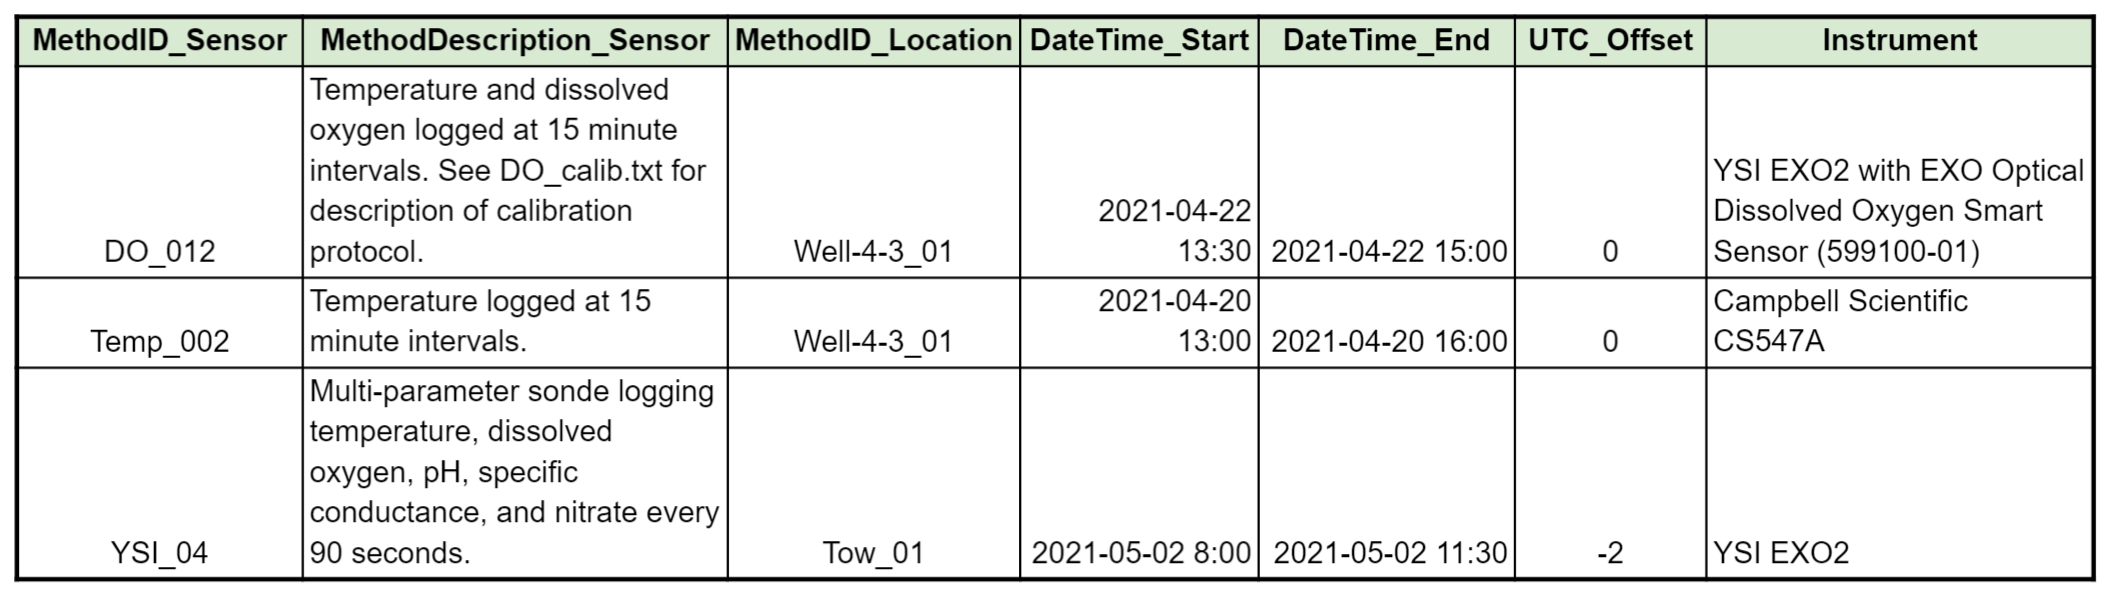 MethodID_Sensor MethodDescription_Sensor MethodID_Location DateTime_Start DateTime_End UTC_Offset Instrument
Temperature and dissolved
oxygen logged at 15 minute
intervals. See DO_calib.txt for
description of calibration
protocol.
DO_012
Well-4-3_01
2021-04-22
13:30
2021-04-22 15:00
0
YSI EXO2 with EXO Optical
Dissolved Oxygen Smart
Sensor (599100-01)
Temp_002
Temperature logged at 15
minute intervals.
Well-4-3_01
2021-04-20
13:00
2021-04-20 16:00
0
Campbell Scientific
CS547A
YSI_04
Multi-parameter sonde logging
temperature, dissolved
oxygen, pH, specific
conductance, and nitrate every
90 seconds.
Tow_01
2021-05-02 8:00
2021-05-02 11:30
-2
YSI EXO2